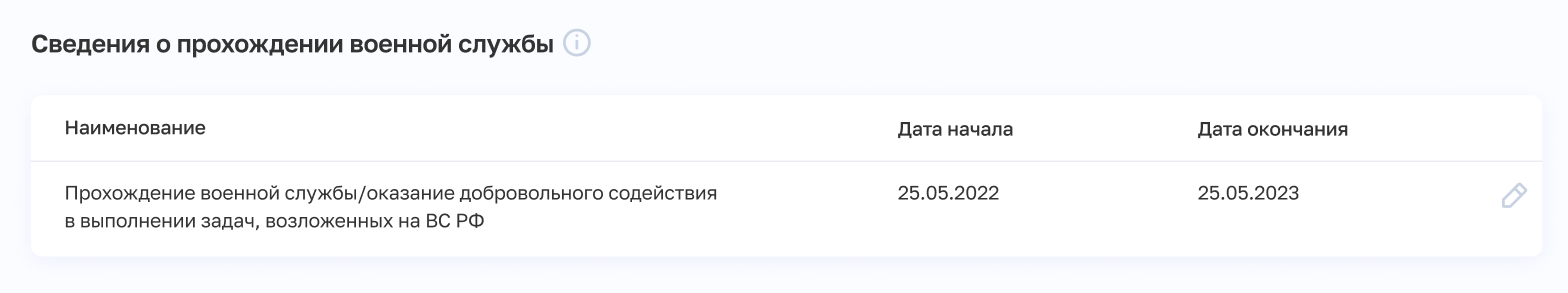 Сведения о прохождении военной службы
Наименование Дата начала Дата окончания
Прохождение военной службы/оказание добровольного содействия 25.05.2022 25.05.2023
в выполнении задач, возложенных на ВС РФ